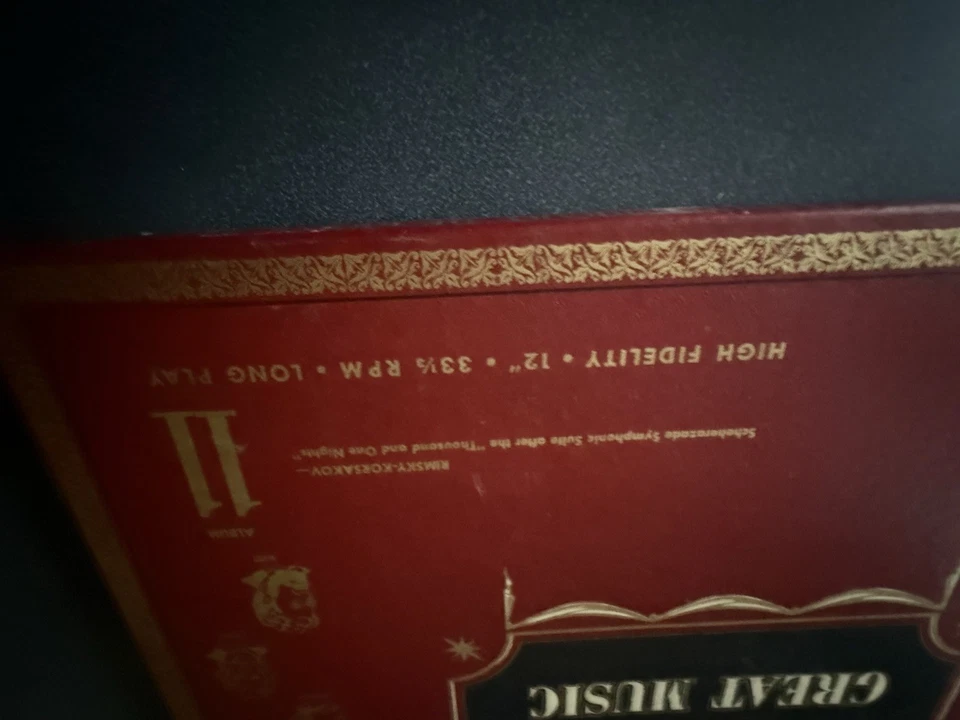 GREAT MUSIC
ALBUM
11
RIMSKY-KORSAKOV—
Scheherazade Symphonic Suite after the "Thousand and One Nights"
HIGH FIDELITY • 12" • 33⅓ RPM • LONG PLAY